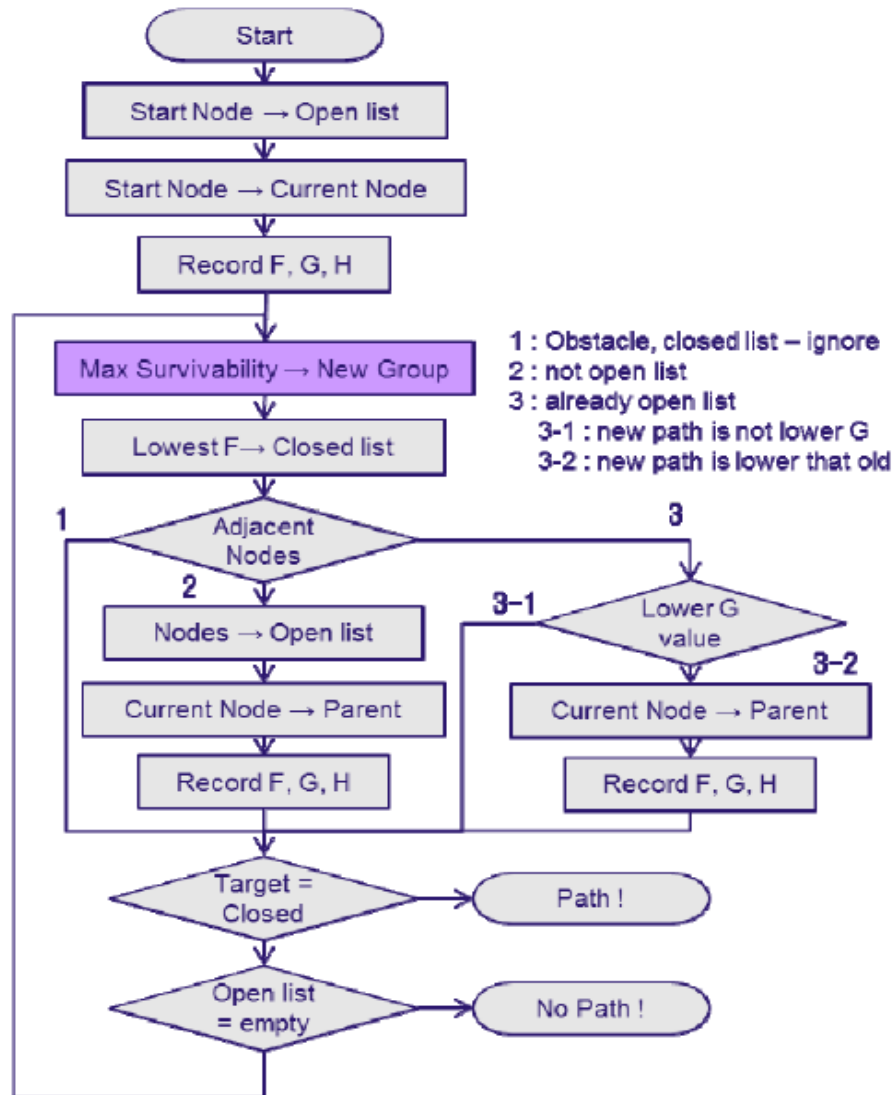 Start
Start Node → Open list
Start Node → Current Node
Record F, G, H
Max Survivability → New Group
1 : Obstacle, closed list – ignore
2 : not open list
3 : already open list
3-1 : new path is not lower G
3-2 : new path is lower that old
Lowest F→ Closed list
1
Adjacent
Nodes
3
2
Nodes → Open list
3-1
Lower G
value
3-2
Current Node → Parent
Current Node → Parent
Record F, G, H
Record F, G, H
Target =
Closed
Path !
Open list
= empty
No Path !